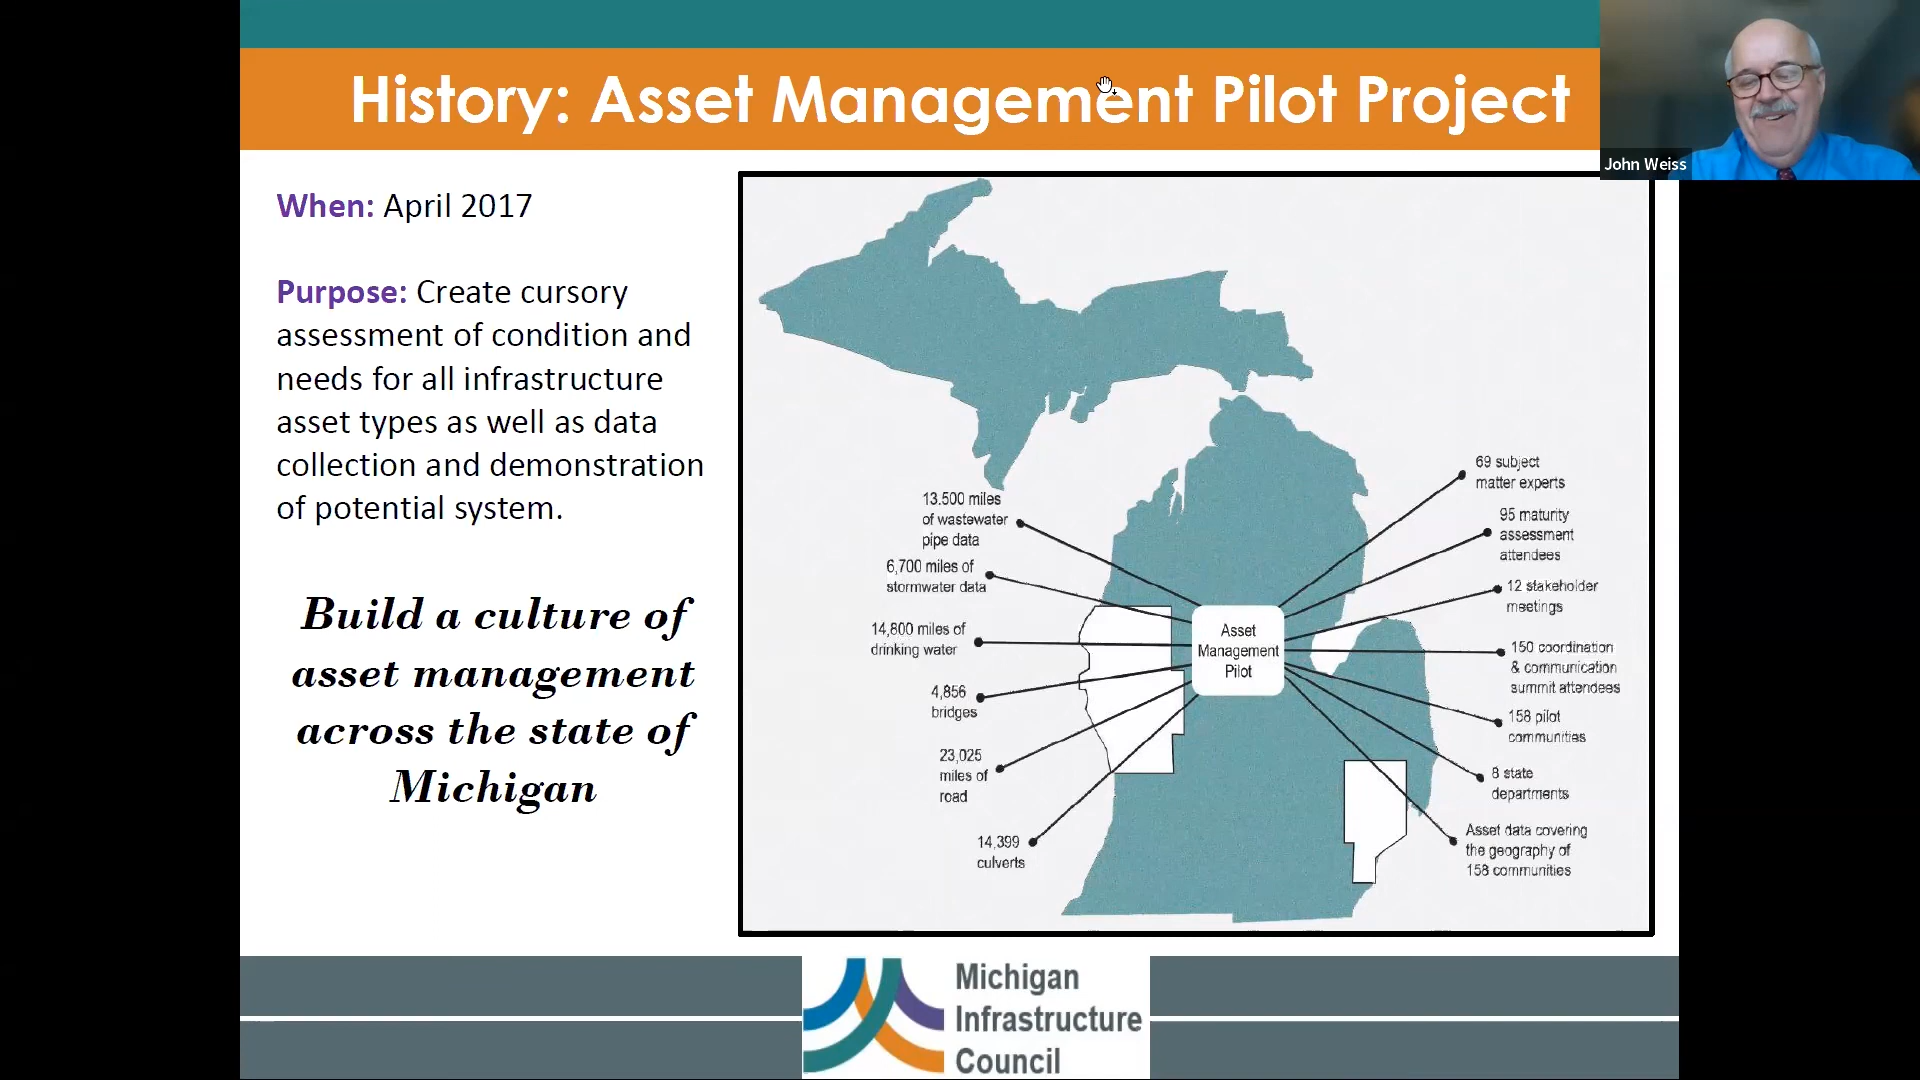 History: Asset Management Pilot Project
John Weiss
When: April 2017
Purpose: Create cursory
assessment of condition and
needs for all infrastructure
asset types as well as data
collection and demonstration
of potential system.
Build a culture of
asset management
across the state of
Michigan
13.500 miles
of wastewater
pipe data
6,700 miles of
stormwater data
14,800 miles of
drinking water
4,856
bridges
23,025
miles of
road
14,399
culverts
Asset
Management
Pilot
69 subject
matter experts
95 maturity
assessment
attendees
12 stakeholder
meetings
150 coordination
& communication
summit attendees
158 pilot
communities
8 state
departments
Asset data covering
the geography of
158 communities
Michigan
Infrastructure
Council